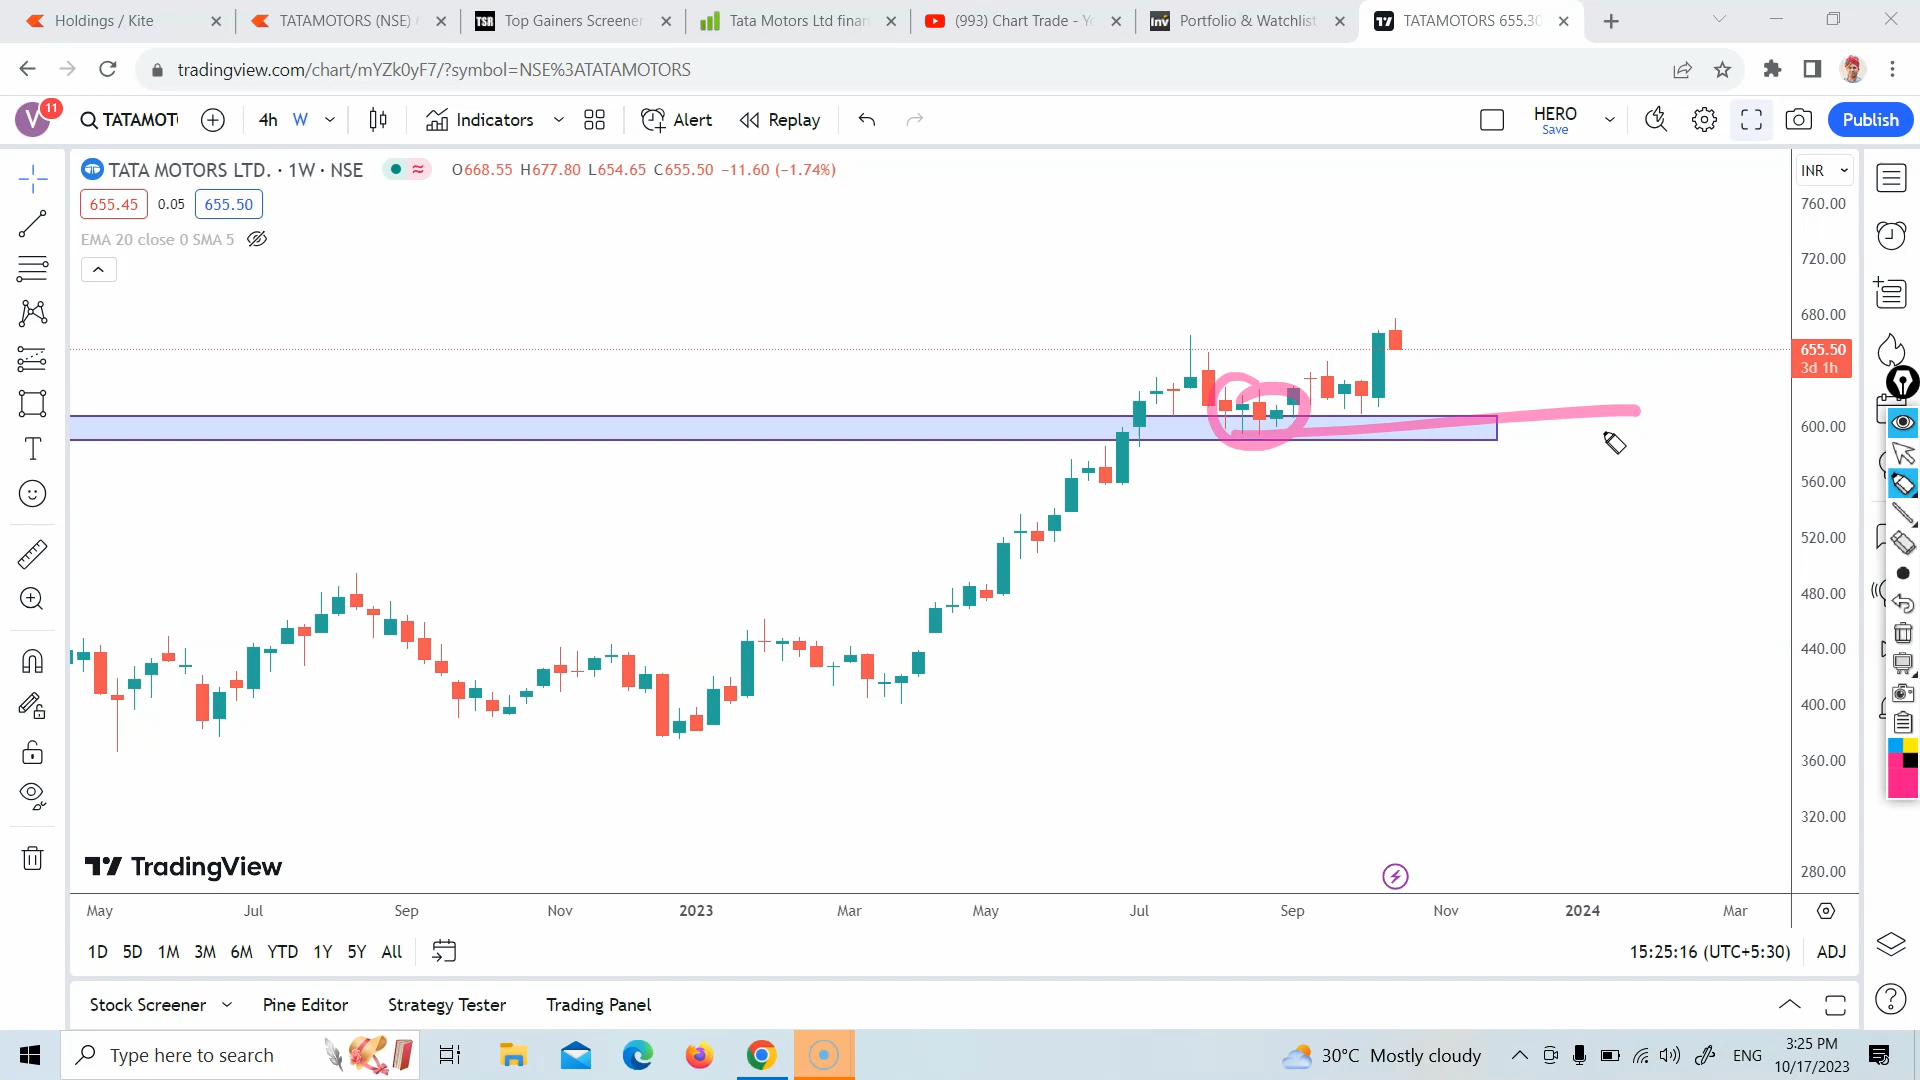 Holdings / Kite
TATAMOTORS (NSE)
Top Gainers Screener
Tata Motors Ltd finan
(993) Chart Trade - Yo
Portfolio & Watchlist
TATAMOTORS 655.30
tradingview.com/chart/mYZk0yF7/?symbol=NSE%3ATATAMOTORS
V 11 TATAMOT 4h W Indicators Alert Replay HERO Save Publish
TATA MOTORS LTD. · 1W · NSE O668.55 H677.80 L654.65 C655.50 −11.60 (−1.74%)
INR
655.45 0.05 655.50
EMA 20 close 0 SMA 5
760.00
720.00
680.00
655.50
3d 1h
600.00
560.00
520.00
480.00
440.00
400.00
360.00
320.00
280.00
TradingView
May Jul Sep Nov 2023 Mar May Jul Sep Nov 2024 Mar
1D 5D 1M 3M 6M YTD 1Y 5Y All 15:25:16 (UTC+5:30) ADJ
Stock Screener Pine Editor Strategy Tester Trading Panel
Type here to search 30°C Mostly cloudy ENG 3:25 PM
10/17/2023